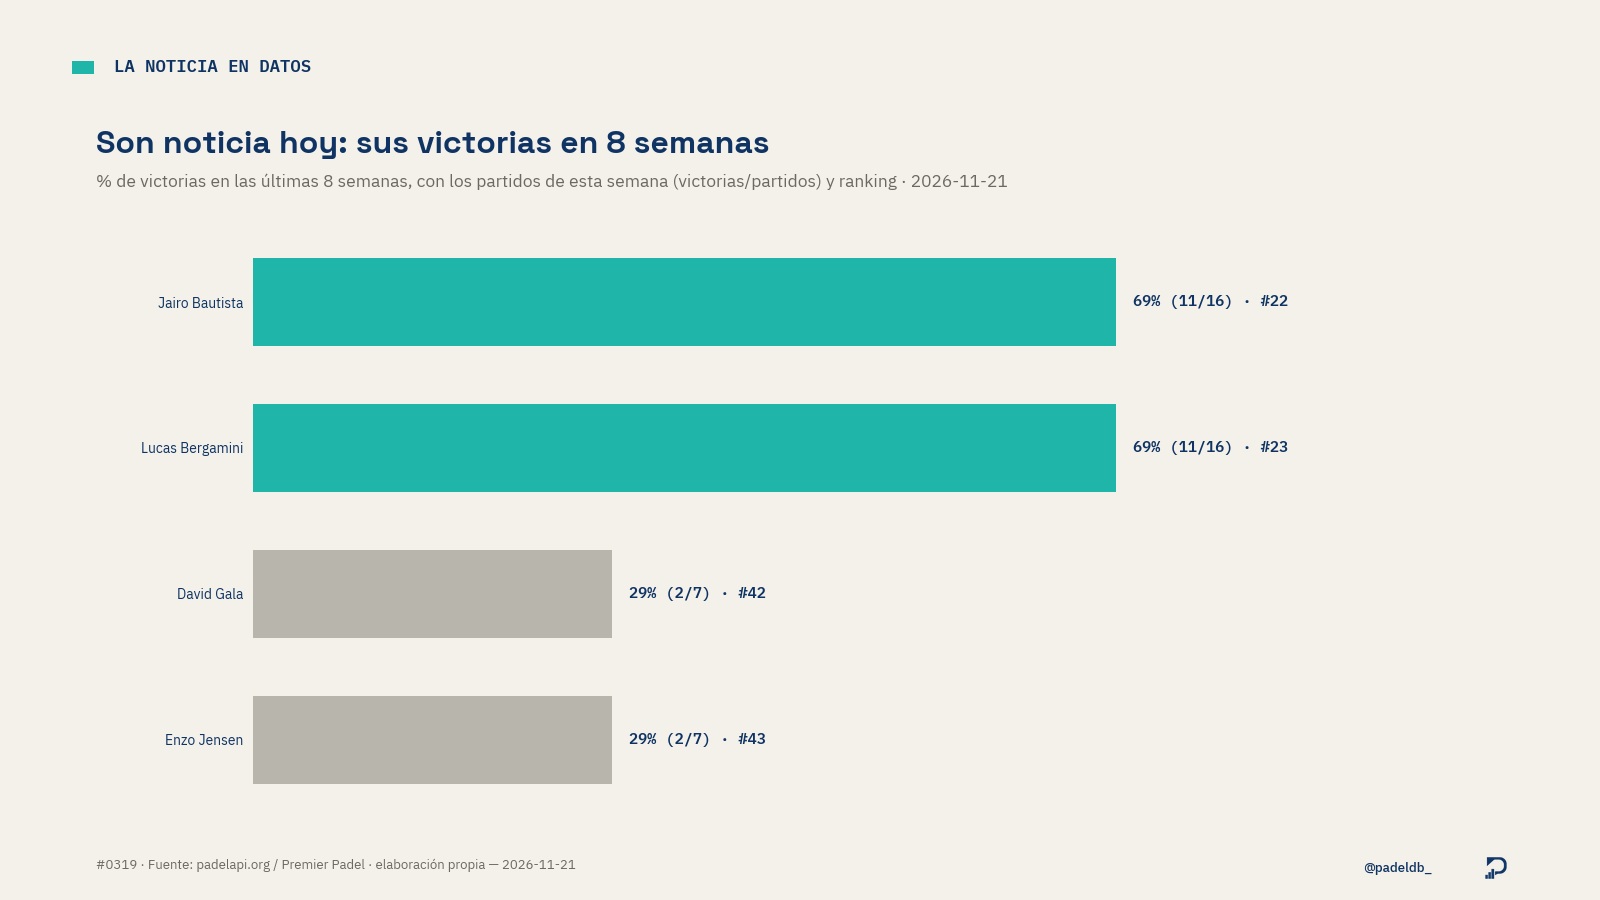 LA NOTICIA EN DATOS
Son noticia hoy: sus victorias en 8 semanas
% de victorias en las últimas 8 semanas, con los partidos de esta semana (victorias/partidos) y ranking · 2026-11-21
Jairo Bautista
69% (11/16) · #22
Lucas Bergamini
69% (11/16) · #23
David Gala
29% (2/7) · #42
Enzo Jensen
29% (2/7) · #43
#0319 · Fuente: padelapi.org / Premier Padel · elaboración propia — 2026-11-21
@padeldb_